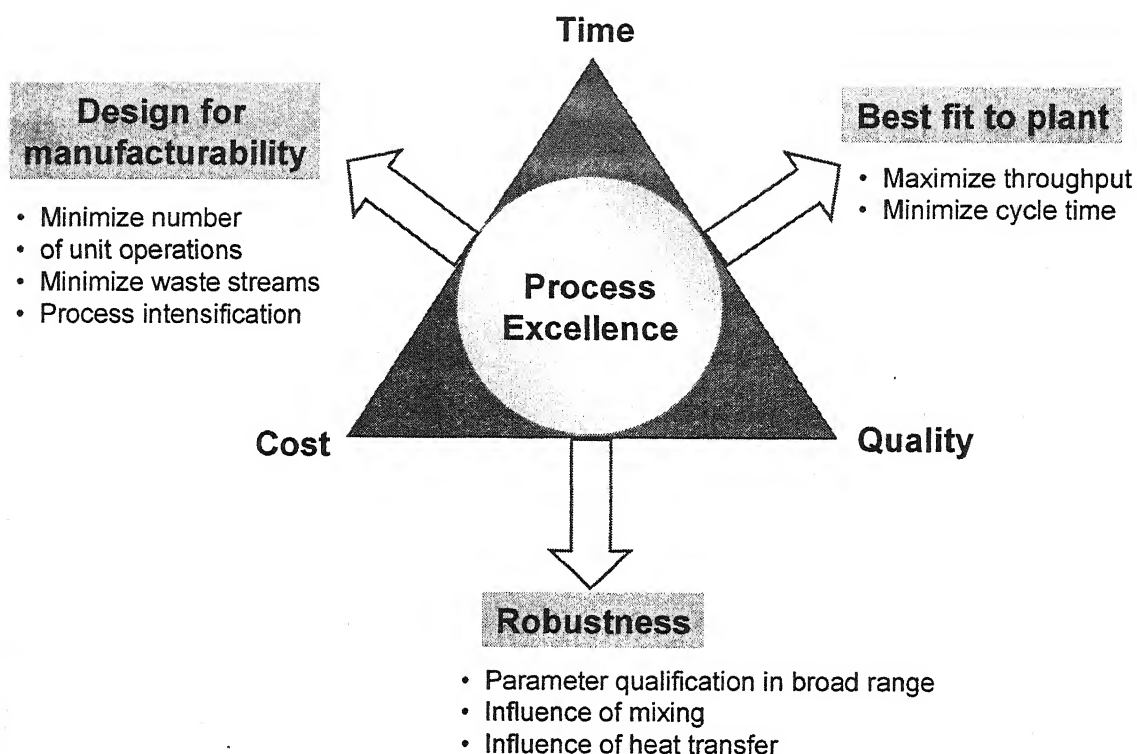 Time
Design for
manufacturability
• Minimize number
• of unit operations
• Minimize waste streams
• Process intensification
Best fit to plant
• Maximize throughput
• Minimize cycle time
Process
Excellence
Cost
Quality
Robustness
• Parameter qualification in broad range
• Influence of mixing
• Influence of heat transfer